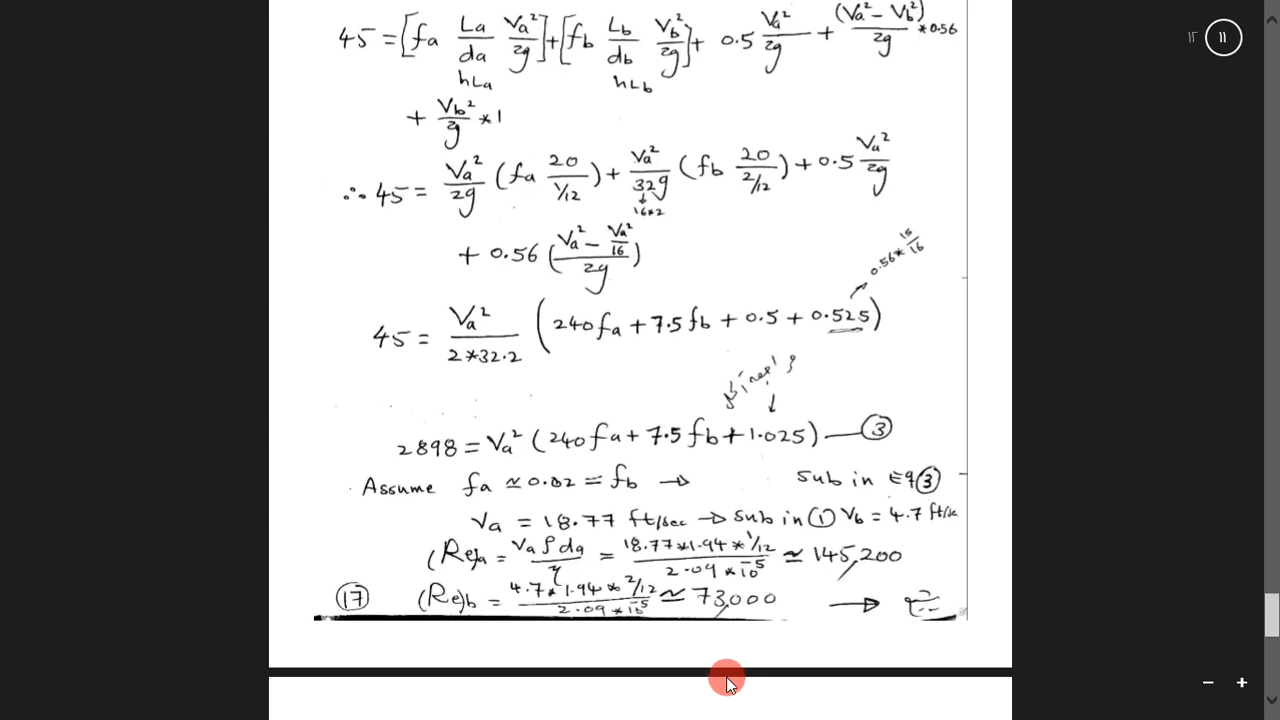 45 = [fa La/da Va²/2g] + [fb Lb/db Vb²/2g] + 0.5 Va²/2g + (Va² - Vb²)/2g * 0.56
hLa hLb
+ Vb²/2g * 1
∴ 45 = Va²/2g (fa 20/1/12) + Va²/32g (fb 20/2/12) + 0.5 Va²/2g
16*2
+ 0.56 (Va² - Va²/16 / 2g)
0.56 * 15/16
45 = Va²/2*32.2 (240fa + 7.5fb + 0.5 + 0.525)
2898 = Va² (240fa + 7.5fb + 1.025) — ③
Assume fa ≃ 0.02 = fb → sub in Eq ③
Va = 18.77 ft/sec → sub in ① Vb = 4.7 ft/se
(Re)a = Va ρ da/η = 18.77*1.94*1/12 / 2.09*10⁻⁵ ≃ 145,200
⑰ (Re)b = 4.7*1.94*2/12 / 2.09*10⁻⁵ ≃ 73,000 →
١٢ ١١
− +